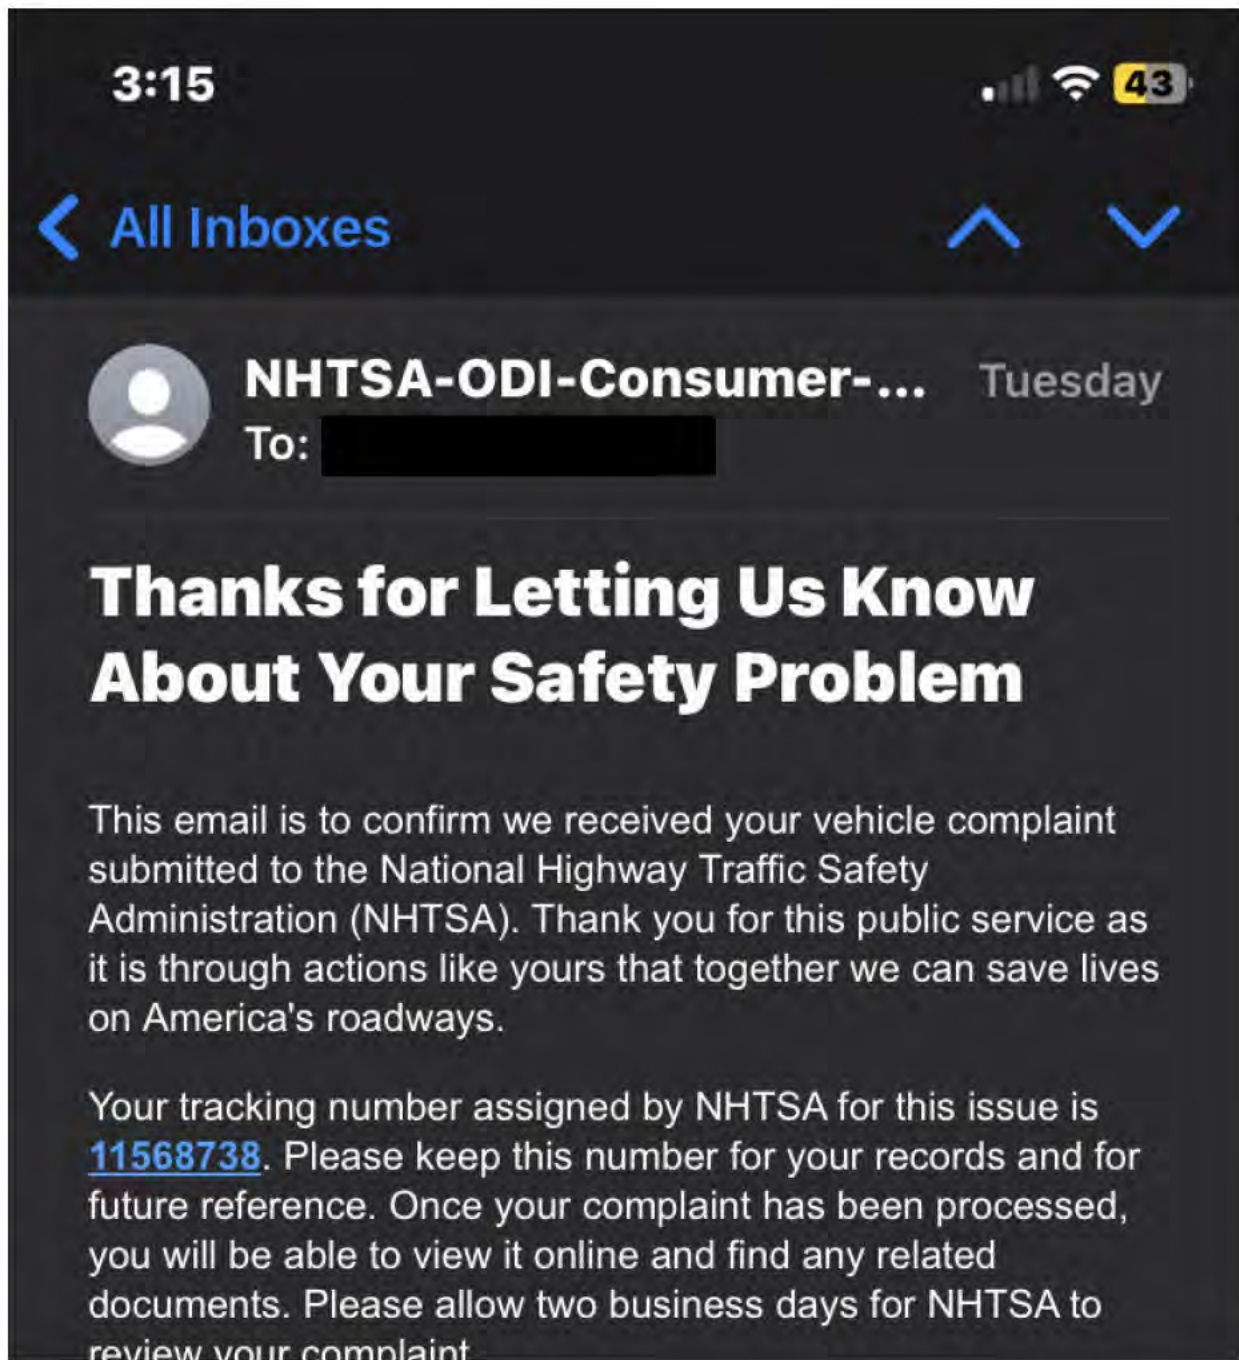 3:15
43
All Inboxes
NHTSA-ODI-Consumer-...
Tuesday
To:
Thanks for Letting Us Know
About Your Safety Problem
This email is to confirm we received your vehicle complaint
submitted to the National Highway Traffic Safety
Administration (NHTSA). Thank you for this public service as
it is through actions like yours that together we can save lives
on America's roadways.
Your tracking number assigned by NHTSA for this issue is
11568738. Please keep this number for your records and for
future reference. Once your complaint has been processed,
you will be able to view it online and find any related
documents. Please allow two business days for NHTSA to
review your complaint